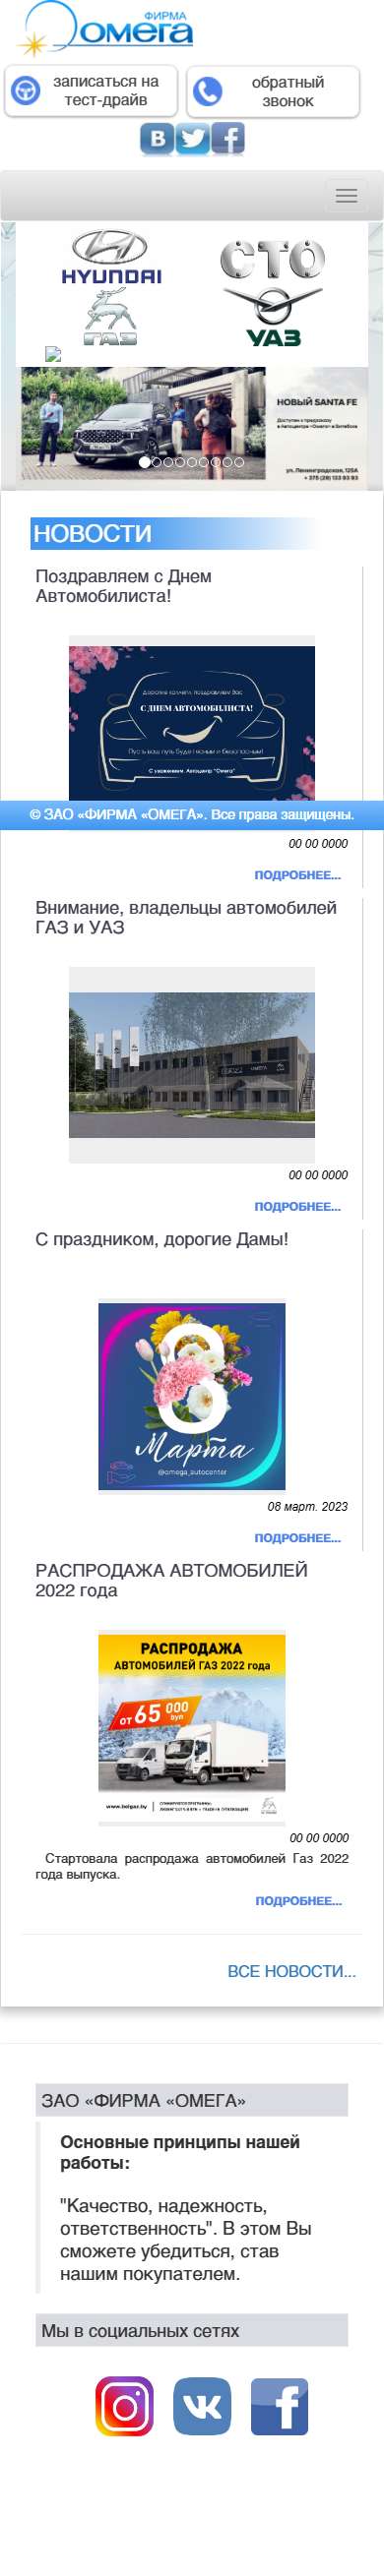 ФИРМА
Омега
записаться на
тест-драйв
обратный
звонок
HYUNDAI
СТО
ГАЗ
УАЗ
НОВЫЙ SANTA FE
ул. Ленинградская, 125А
НОВОСТИ
Поздравляем с Днем
Автомобилиста!
С ДНЕМ АВТОМОБИЛИСТА!
© ЗАО «ФИРМА «ОМЕГА». Все права защищены.
00 00 0000
ПОДРОБНЕЕ...
Внимание, владельцы автомобилей
ГАЗ и УАЗ
00 00 0000
ПОДРОБНЕЕ...
С праздником, дорогие Дамы!
8
Марта
@omega_autocentar
08 март. 2023
ПОДРОБНЕЕ...
РАСПРОДАЖА АВТОМОБИЛЕЙ
2022 года
РАСПРОДАЖА
АВТОМОБИЛЕЙ ГАЗ 2022 года
от 65 000
www.belgaz.by
00 00 0000
Стартовала распродажа автомобилей Газ 2022
года выпуска.
ПОДРОБНЕЕ...
ВСЕ НОВОСТИ...
ЗАО «ФИРМА «ОМЕГА»
Основные принципы нашей
работы:
"Качество, надежность,
ответственность". В этом Вы
сможете убедиться, став
нашим покупателем.
Мы в социальных сетях